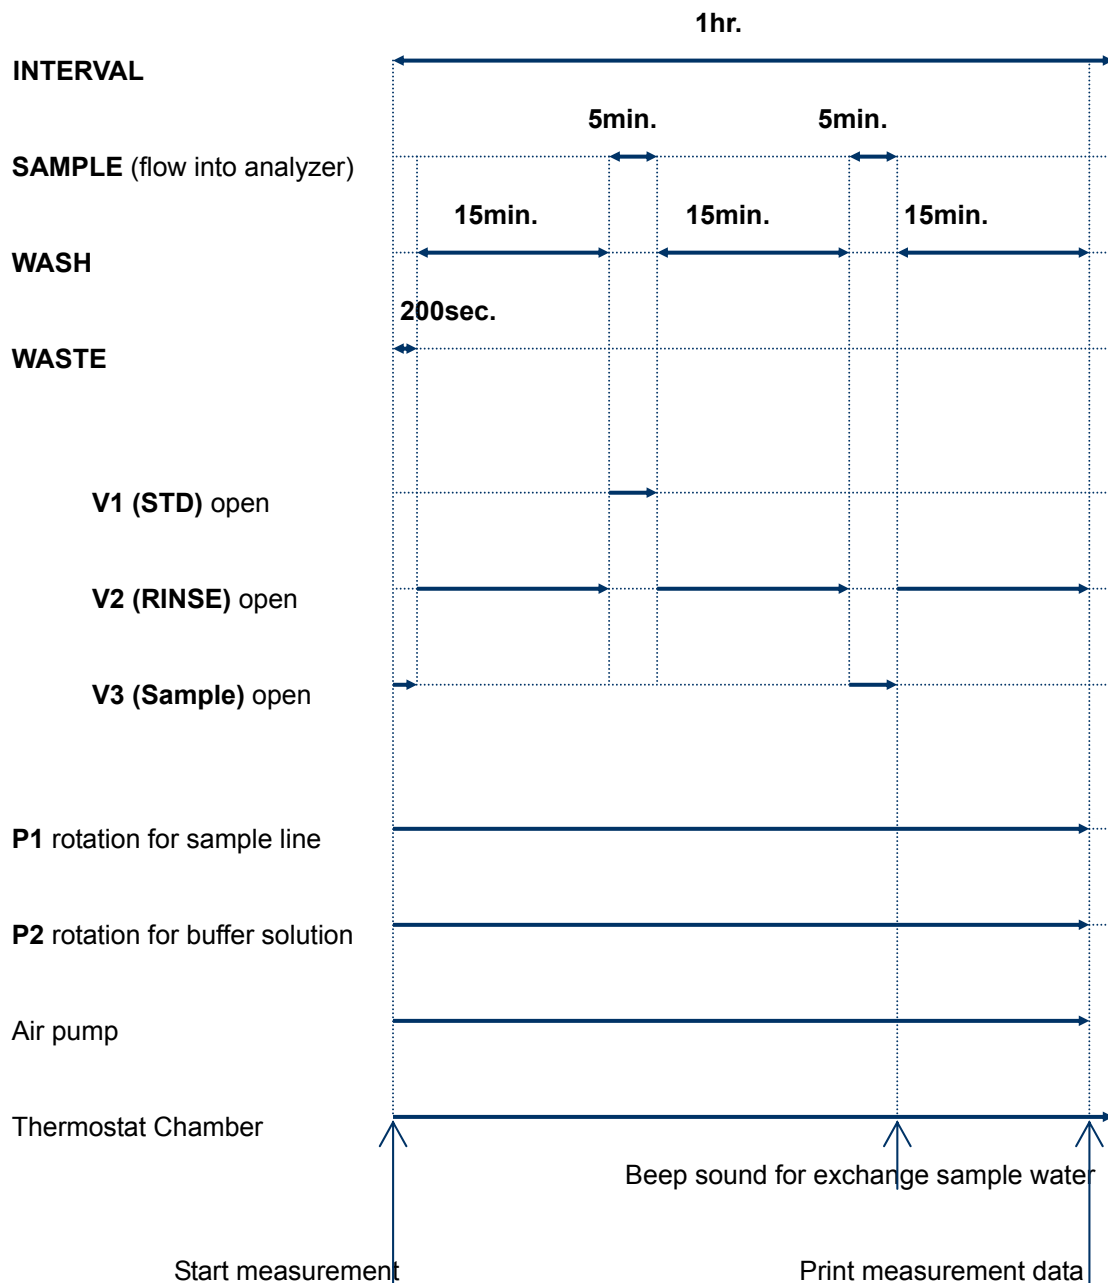 1hr.
INTERVAL
5min. 5min.
SAMPLE (flow into analyzer)
15min. 15min. 15min.
WASH
200sec.
WASTE
V1 (STD) open
V2 (RINSE) open
V3 (Sample) open
P1 rotation for sample line
P2 rotation for buffer solution
Air pump
Thermostat Chamber
Beep sound for exchange sample water
Start measurement Print measurement data